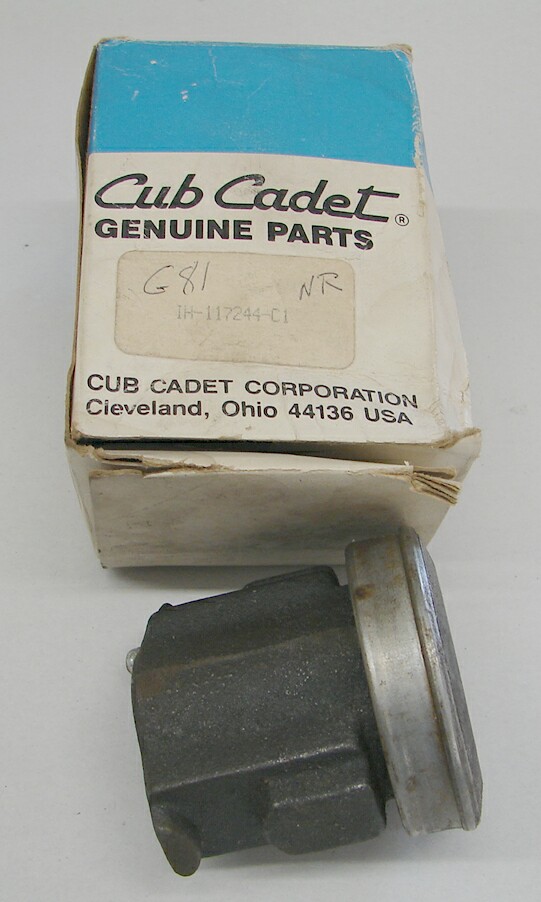 Cub Cadet®
GENUINE PARTS
G81 NR
IH-117244-C1
CUB CADET CORPORATION
Cleveland, Ohio 44136 USA